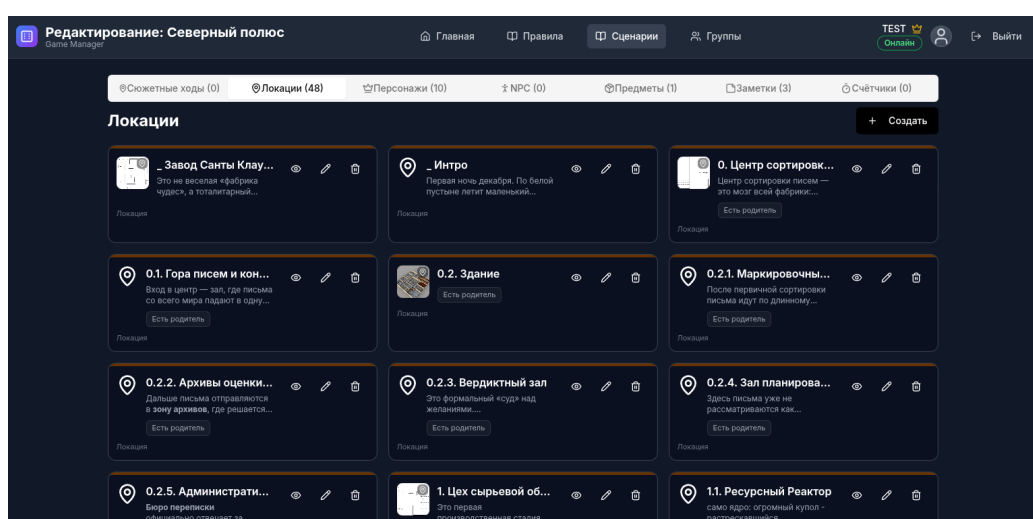 Редактирование: Северный полюс
Game Manager
Главная
Правила
Сценарии
Группы
TEST
Онлайн
Выйти
Сюжетные ходы (0)
Локации (48)
Персонажи (10)
NPC (0)
Предметы (1)
Заметки (3)
Счётчики (0)
Локации
+ Создать
_ Завод Санты Клау...
Это не веселая «фабрика
чудес», а тоталитарный...
Локация
_ Интро
Первая ночь декабря. По белой
пустыне летит маленький...
Локация
0. Центр сортировк...
Центр сортировки писем —
это мозг всей фабрики:...
Есть родитель
Локация
0.1. Гора писем и кон...
Вход в центр — зал, где письма
со всего мира падают в одну...
Есть родитель
Локация
0.2. Здание
Есть родитель
Локация
0.2.1. Маркировочны...
После первичной сортировки
письма идут по длинному...
Есть родитель
Локация
0.2.2. Архивы оценки...
Дальше письма отправляются
в зону архивов, где решается...
Есть родитель
Локация
0.2.3. Вердиктный зал
Это формальный «суд» над
желаниями....
Есть родитель
Локация
0.2.4. Зал планирова...
Здесь письма уже не
рассматриваются как...
Есть родитель
Локация
0.2.5. Администрати...
Бюро переписки
официально отвечает за
1. Цех сырьевой об...
Это первая
производственная стадия
1.1. Ресурсный Реактор
само ядро: огромный купол -
растрескавшийся